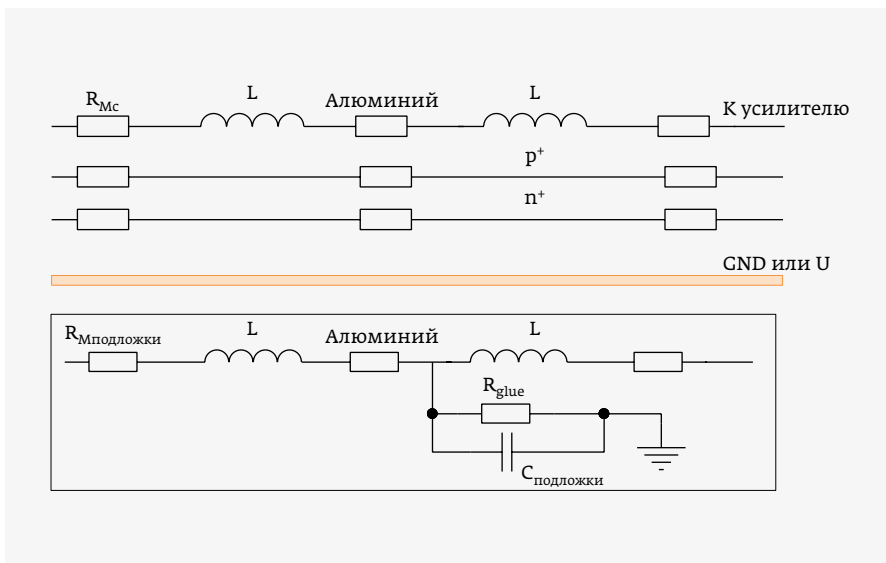 R_Mc
L
Алюминий
L
К усилителю
p⁺
n⁺
GND или U
R_Mподложки
L
Алюминий
L
R_glue
C_подложки